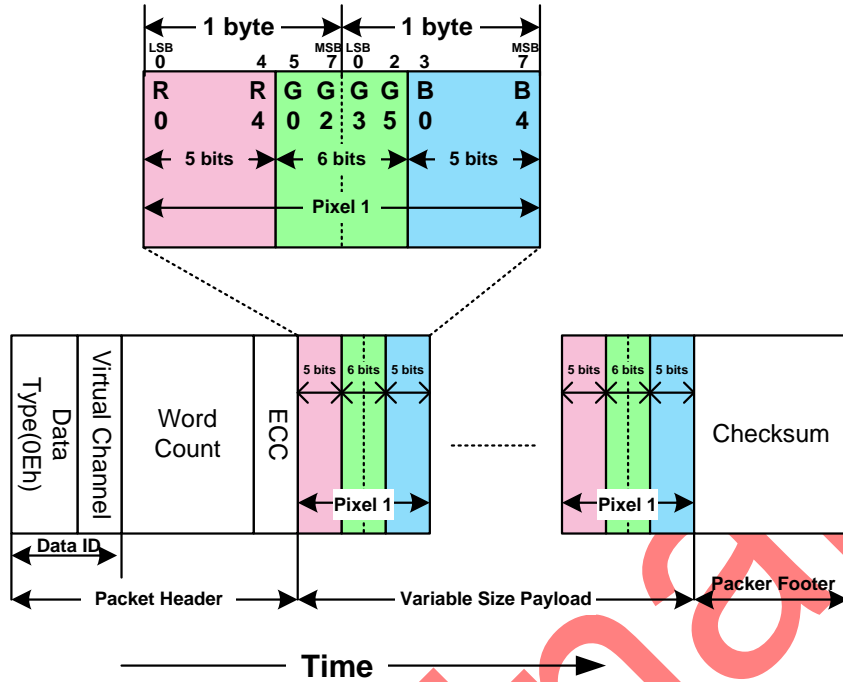 1 byte 1 byte
LSB MSB LSB MSB
0 4 5 7 0 2 3 7
R R G G G G B B
0 4 0 2 3 5 0 4
5 bits 6 bits 5 bits
Pixel 1
Data Type(0Eh)
Virtual Channel
Word Count
ECC
5 bits 6 bits 5 bits
Pixel 1
5 bits 6 bits 5 bits
Pixel 1
Checksum
Data ID
Packet Header Variable Size Payload Packer Footer
Time